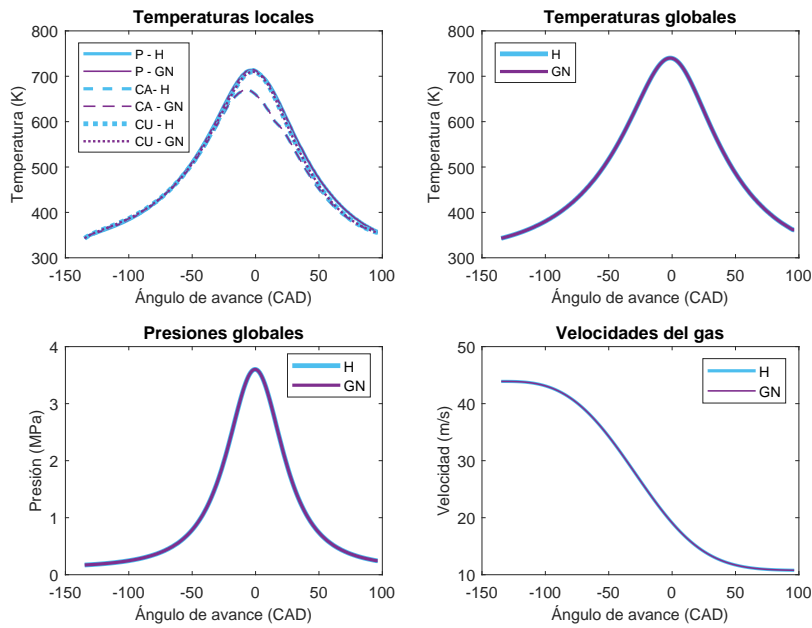 Temperaturas locales
800
700
600
500
400
300
Temperatura (K)
P - H
P - GN
CA- H
CA - GN
CU - H
CU - GN
-150 -100 -50 0 50 100
Ángulo de avance (CAD)
Temperaturas globales
800
700
600
500
400
300
Temperatura (K)
H
GN
-150 -100 -50 0 50 100
Ángulo de avance (CAD)
Presiones globales
4
3
2
1
0
Presión (MPa)
H
GN
-150 -100 -50 0 50 100
Ángulo de avance (CAD)
Velocidades del gas
50
40
30
20
10
Velocidad (m/s)
H
GN
-150 -100 -50 0 50 100
Ángulo de avance (CAD)